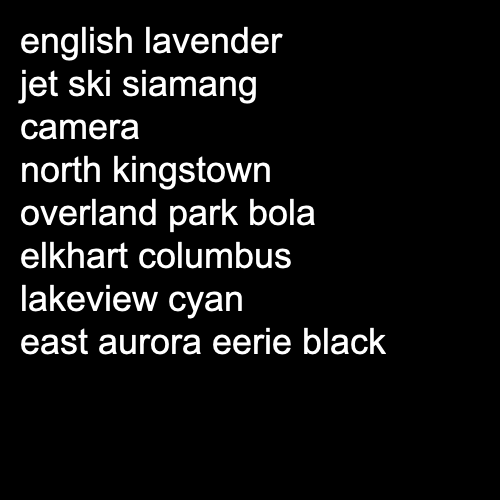 english lavender
jet ski siamang
camera
north kingstown
overland park bola
elkhart columbus
lakeview cyan
east aurora eerie black